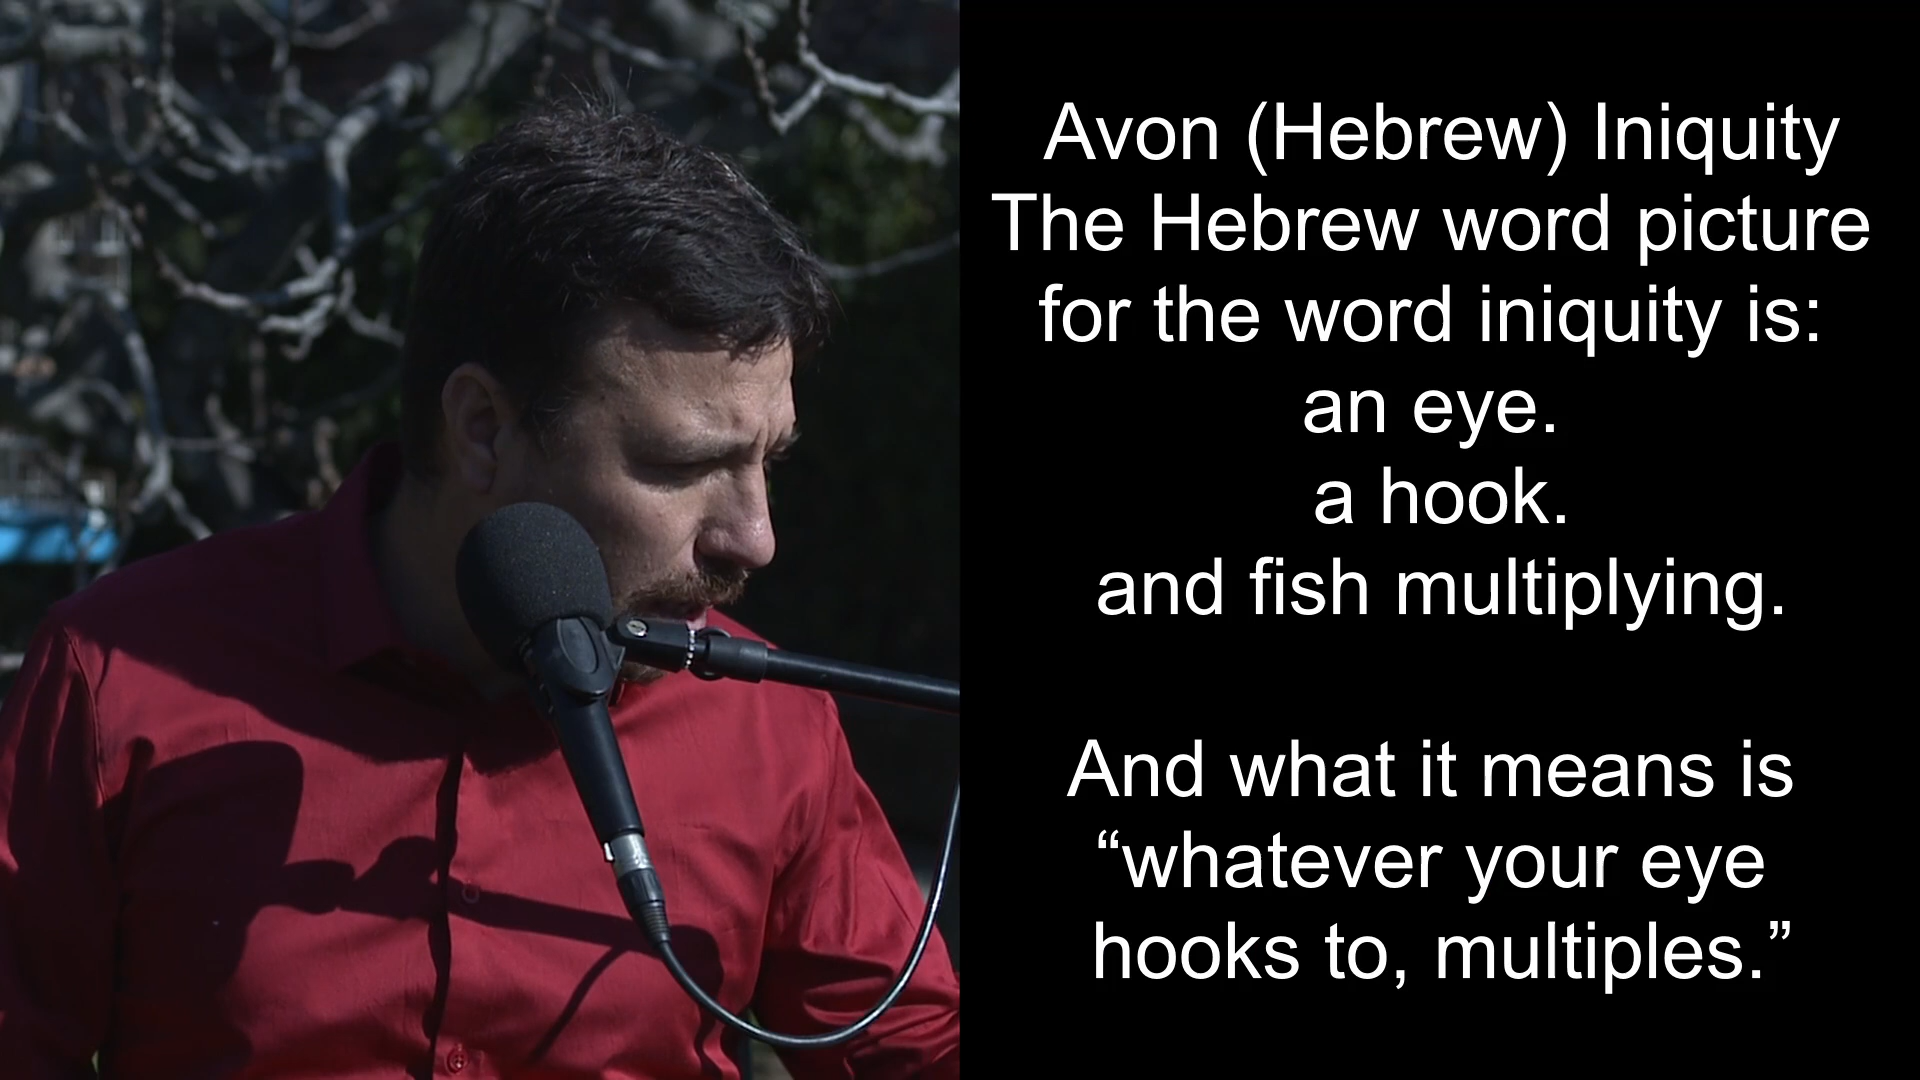 Avon (Hebrew) Iniquity
The Hebrew word picture
for the word iniquity is:
an eye.
a hook.
and fish multiplying.
And what it means is
“whatever your eye
hooks to, multiples.”